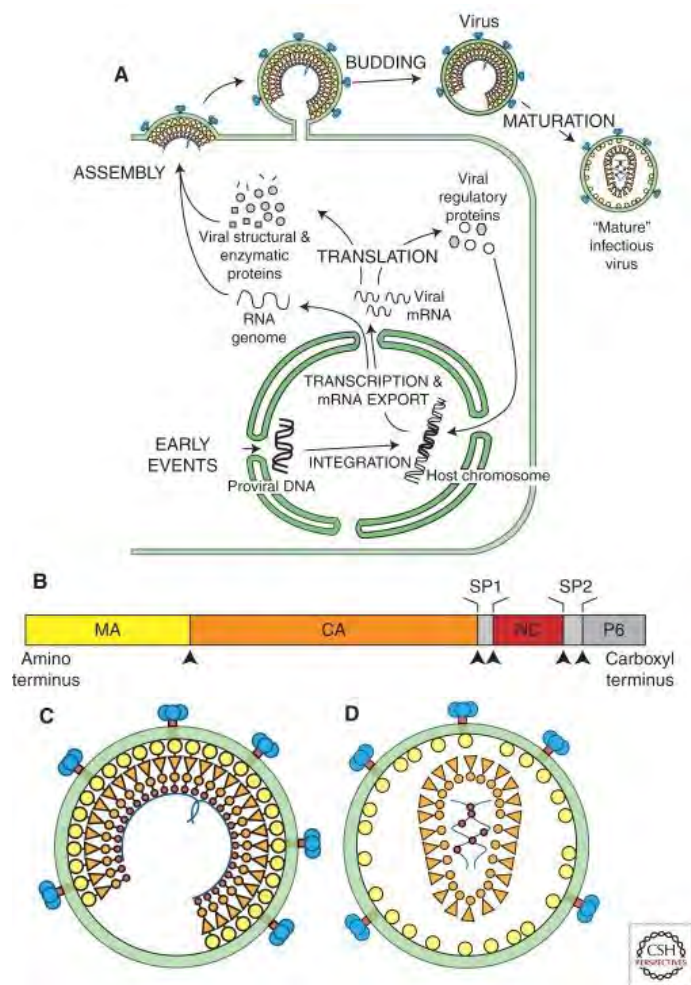 A
Virus
BUDDING
MATURATION
ASSEMBLY
Viral structural &
enzymatic
proteins
Viral
regulatory
proteins
"Mature"
infectious
virus
TRANSLATION
RNA
genome
Viral
mRNA
TRANSCRIPTION &
mRNA EXPORT
EARLY
EVENTS
INTEGRATION
Proviral DNA
Host chromosome
B
SP1
SP2
MA
CA
NC
P6
Amino
terminus
Carboxyl
terminus
C
D
CSH
PERSPECTIVES